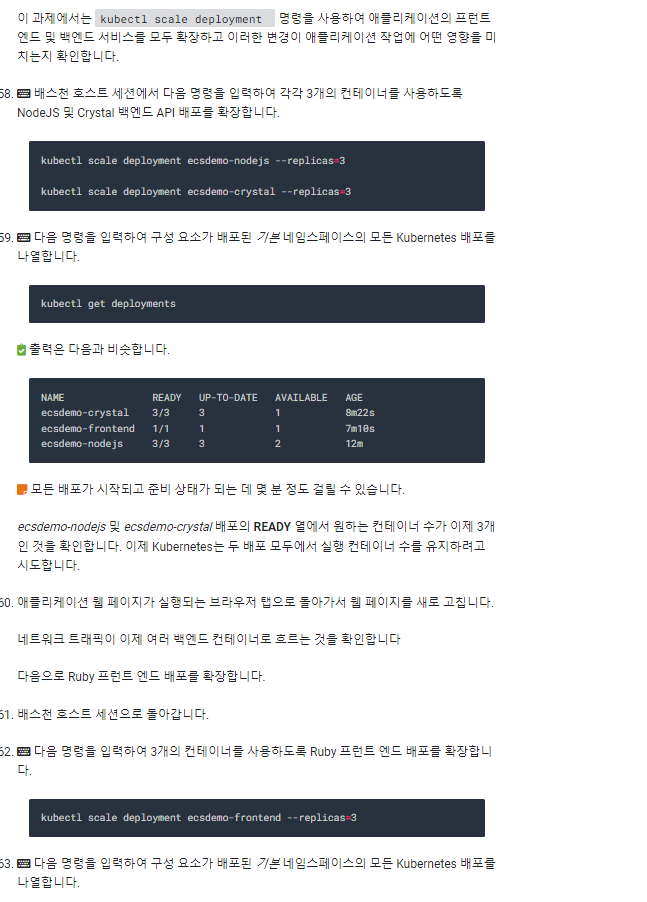 이 과제에서는 kubectl scale deployment 명령을 사용하여 애플리케이션의 프런트
엔드 및 백엔드 서비스를 모두 확장하고 이러한 변경이 애플리케이션 작업에 어떤 영향을 미
치는지 확인합니다.
58. 배스천 호스트 세션에서 다음 명령을 입력하여 각각 3개의 컨테이너를 사용하도록
NodeJS 및 Crystal 백엔드 API 배포를 확장합니다.
kubectl scale deployment ecsdemo-nodejs --replicas=3
kubectl scale deployment ecsdemo-crystal --replicas=3
59. 다음 명령을 입력하여 구성 요소가 배포된 기본 네임스페이스의 모든 Kubernetes 배포를
나열합니다.
kubectl get deployments
출력은 다음과 비슷합니다.
NAME READY UP-TO-DATE AVAILABLE AGE
ecsdemo-crystal 3/3 3 1 8m22s
ecsdemo-frontend 1/1 1 1 7m10s
ecsdemo-nodejs 3/3 3 2 12m
모든 배포가 시작되고 준비 상태가 되는 데 몇 분 정도 걸릴 수 있습니다.
ecsdemo-nodejs 및 ecsdemo-crystal 배포의 READY 열에서 원하는 컨테이너 수가 이제 3개
인 것을 확인합니다. 이제 Kubernetes는 두 배포 모두에서 실행 컨테이너 수를 유지하려고
시도합니다.
60. 애플리케이션 웹 페이지가 실행되는 브라우저 탭으로 돌아가서 웹 페이지를 새로 고칩니다.
네트워크 트래픽이 이제 여러 백엔드 컨테이너로 흐르는 것을 확인합니다
다음으로 Ruby 프런트 엔드 배포를 확장합니다.
61. 배스천 호스트 세션으로 돌아갑니다.
62. 다음 명령을 입력하여 3개의 컨테이너를 사용하도록 Ruby 프런트 엔드 배포를 확장합니
다.
kubectl scale deployment ecsdemo-frontend --replicas=3
63. 다음 명령을 입력하여 구성 요소가 배포된 기본 네임스페이스의 모든 Kubernetes 배포를
나열합니다.